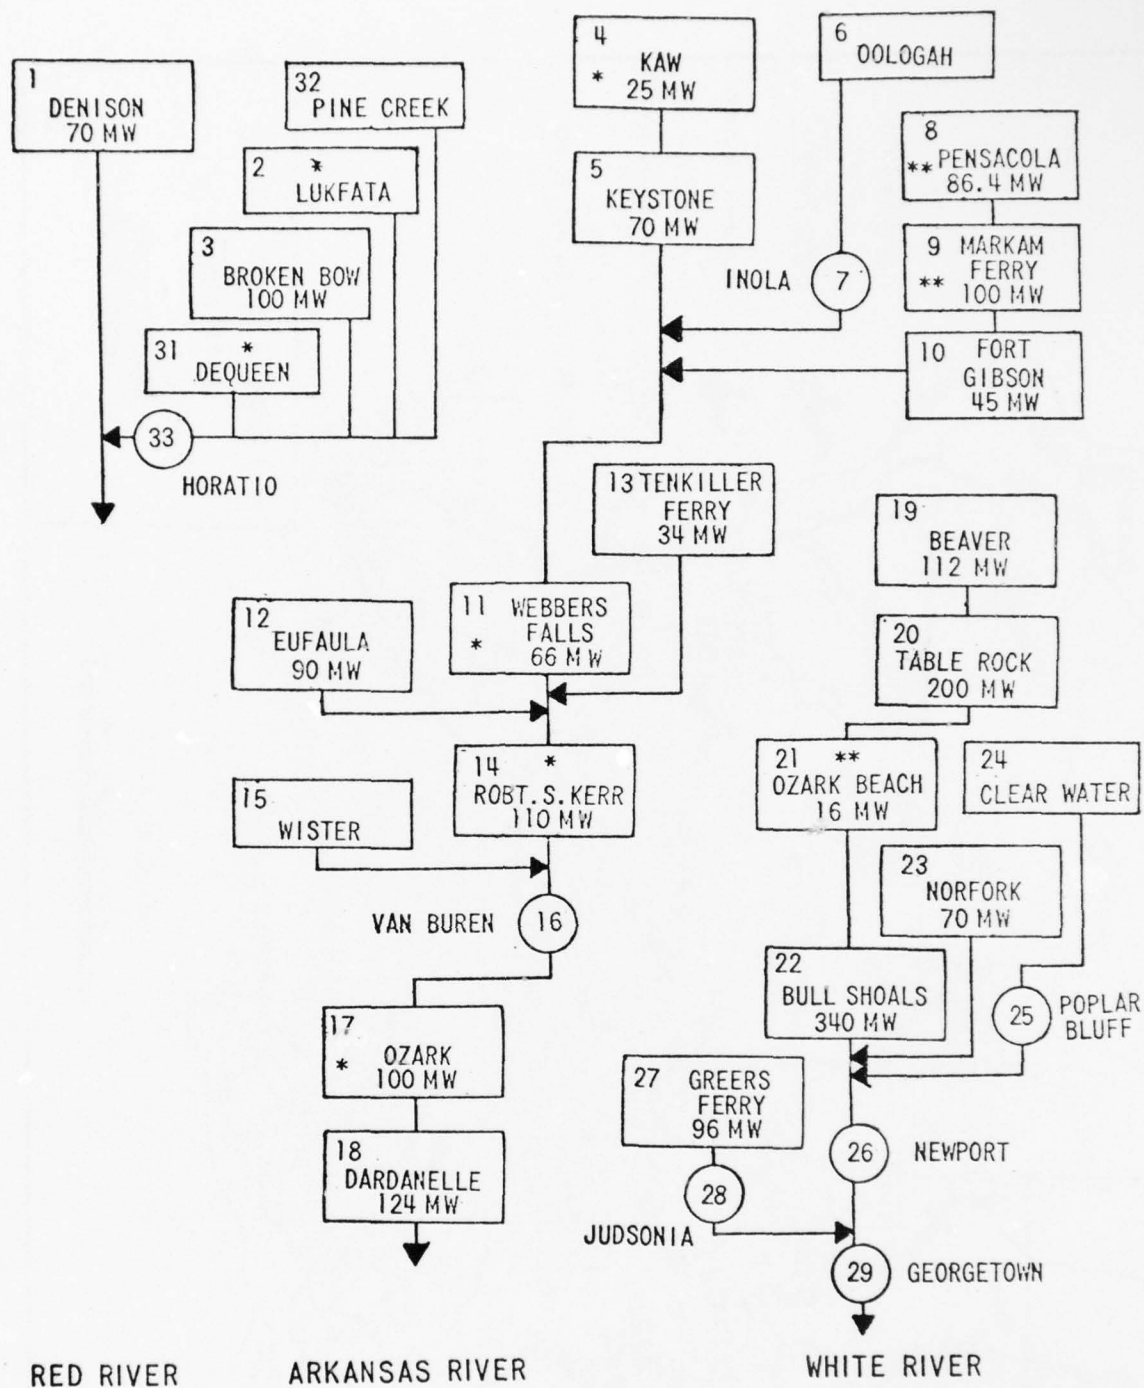 1
DENISON
70 MW
32
PINE CREEK
2 *
LUKFATA
3
BROKEN BOW
100 MW
31 *
DEQUEEN
33
HORATIO
4
KAW
* 25 MW
5
KEYSTONE
70 MW
6
OOLOGAH
INOLA 7
8
** PENSACOLA
86.4 MW
9 MARKAM
FERRY
** 100 MW
10 FORT
GIBSON
45 MW
13 TENKILLER
FERRY
34 MW
11 WEBBERS
FALLS
* 66 MW
12
EUFAULA
90 MW
14 *
ROBT. S. KERR
110 MW
15
WISTER
VAN BUREN 16
17
* OZARK
100 MW
18
DARDANELLE
124 MW
19
BEAVER
112 MW
20
TABLE ROCK
200 MW
21 **
OZARK BEACH
16 MW
24
CLEAR WATER
23
NORFORK
70 MW
22
BULL SHOALS
340 MW
25 POPLAR
BLUFF
27 GREERS
FERRY
96 MW
26 NEWPORT
28
JUDSONIA
29 GEORGETOWN
RED RIVER
ARKANSAS RIVER
WHITE RIVER